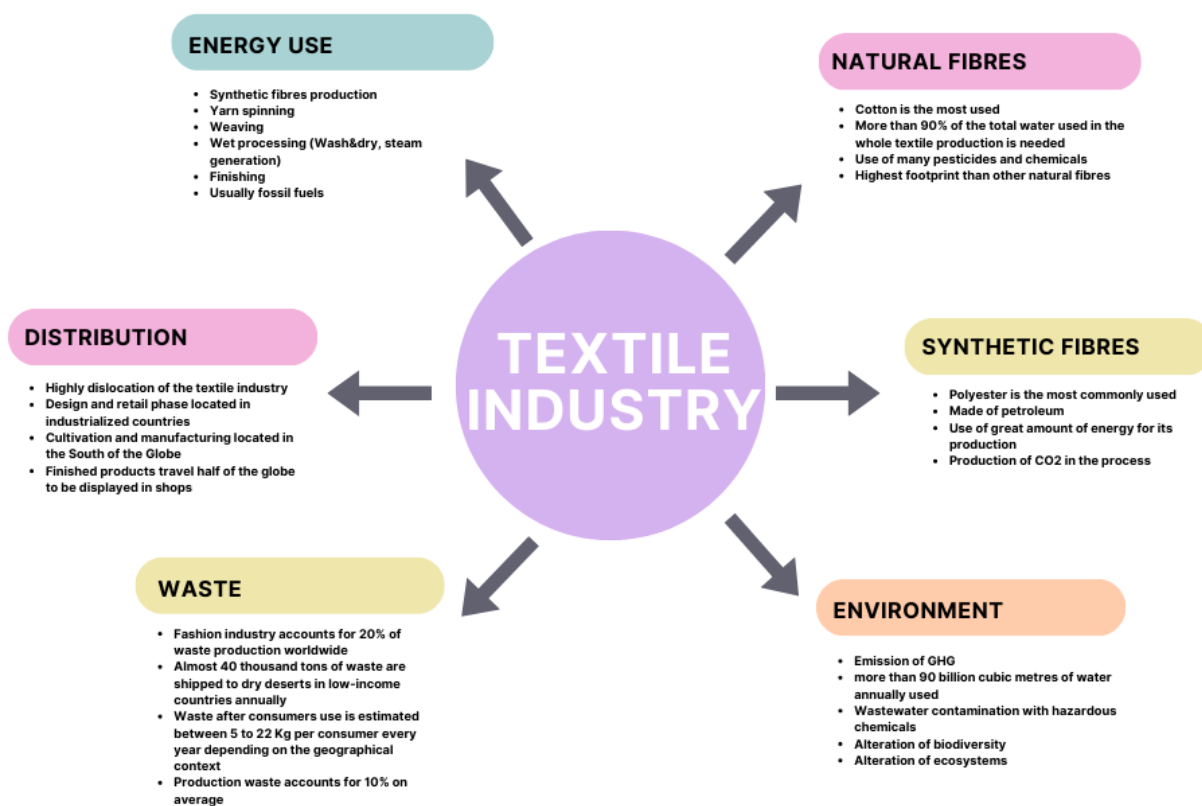 ENERGY USE
• Synthetic fibres production
• Yarn spinning
• Weaving
• Wet processing (Wash&dry, steam
generation)
• Finishing
• Usually fossil fuels
NATURAL FIBRES
• Cotton is the most used
• More than 90% of the total water used in the
whole textile production is needed
• Use of many pesticides and chemicals
• Highest footprint than other natural fibres
TEXTILE
INDUSTRY
DISTRIBUTION
• Highly dislocation of the textile industry
• Design and retail phase located in
industrialized countries
• Cultivation and manufacturing located in
the South of the Globe
• Finished products travel half of the globe
to be displayed in shops
SYNTHETIC FIBRES
• Polyester is the most commonly used
• Made of petroleum
• Use of great amount of energy for its
production
• Production of CO2 in the process
WASTE
• Fashion industry accounts for 20% of
waste production worldwide
• Almost 40 thousand tons of waste are
shipped to dry deserts in low-income
countries annually
• Waste after consumers use is estimated
between 5 to 22 Kg per consumer every
year depending on the geographical
context
• Production waste accounts for 10% on
average
ENVIRONMENT
• Emission of GHG
• more than 90 billion cubic metres of water
annually used
• Wastewater contamination with hazardous
chemicals
• Alteration of biodiversity
• Alteration of ecosystems